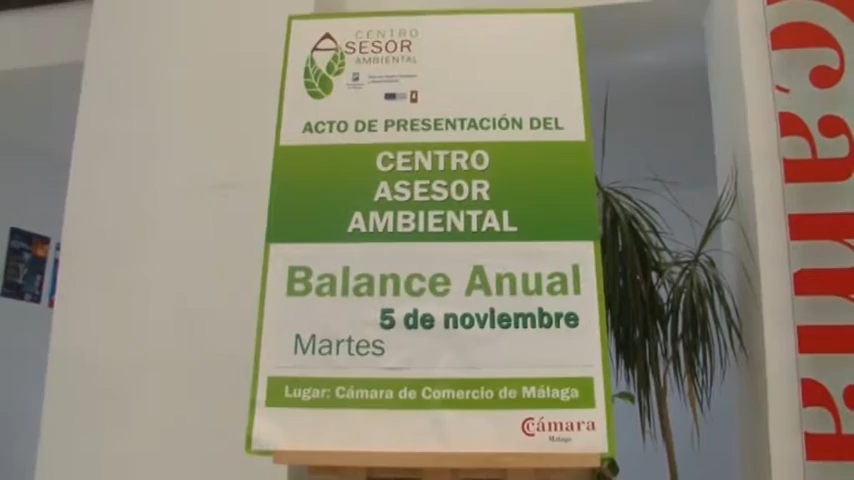 CENTRO
ASESOR
AMBIENTAL
ACTO DE PRESENTACIÓN DEL
CENTRO
ASESOR
AMBIENTAL
Balance Anual
5 de noviembre
Martes
Lugar: Cámara de Comercio de Málaga
Cámara
Málaga
cama